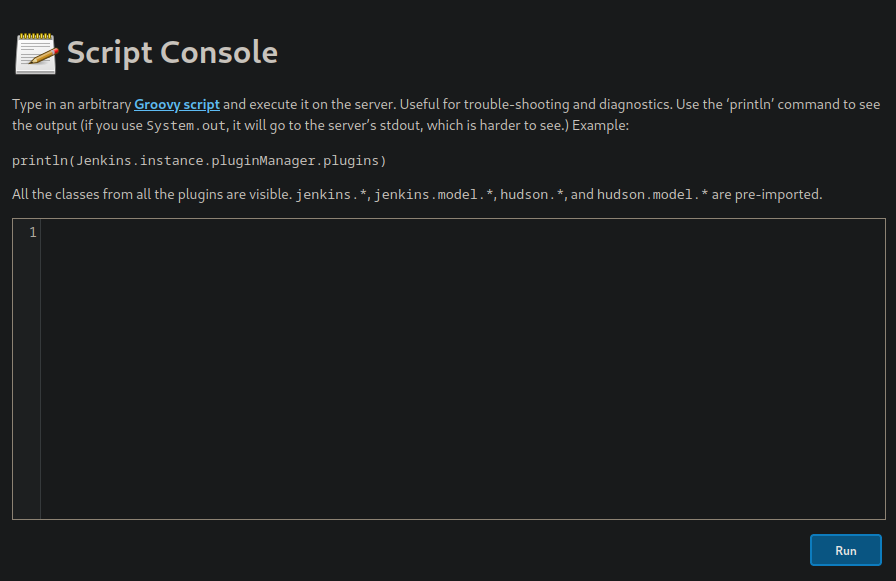 Script Console
Type in an arbitrary Groovy script and execute it on the server. Useful for trouble-shooting and diagnostics. Use the ‘println’ command to see
the output (if you use System.out, it will go to the server’s stdout, which is harder to see.) Example:
println(Jenkins.instance.pluginManager.plugins)
All the classes from all the plugins are visible. jenkins.*, jenkins.model.*, hudson.*, and hudson.model.* are pre-imported.
1
Run